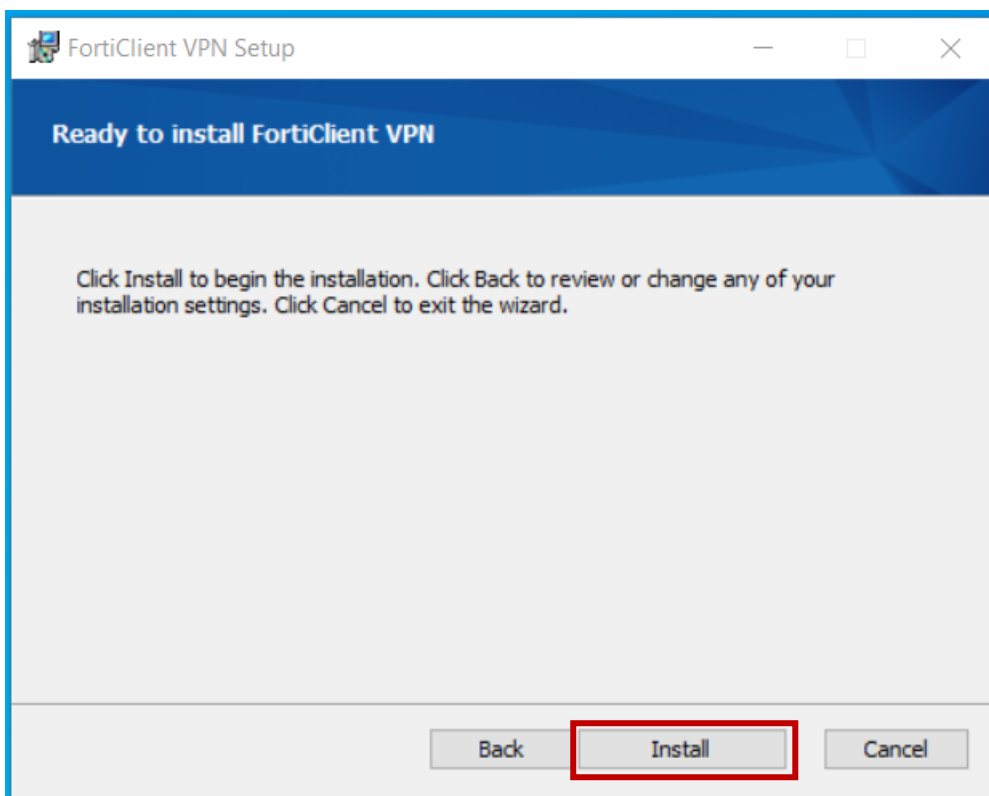 FortiClient VPN Setup
Ready to install FortiClient VPN
Click Install to begin the installation. Click Back to review or change any of your
installation settings. Click Cancel to exit the wizard.
Back Install Cancel